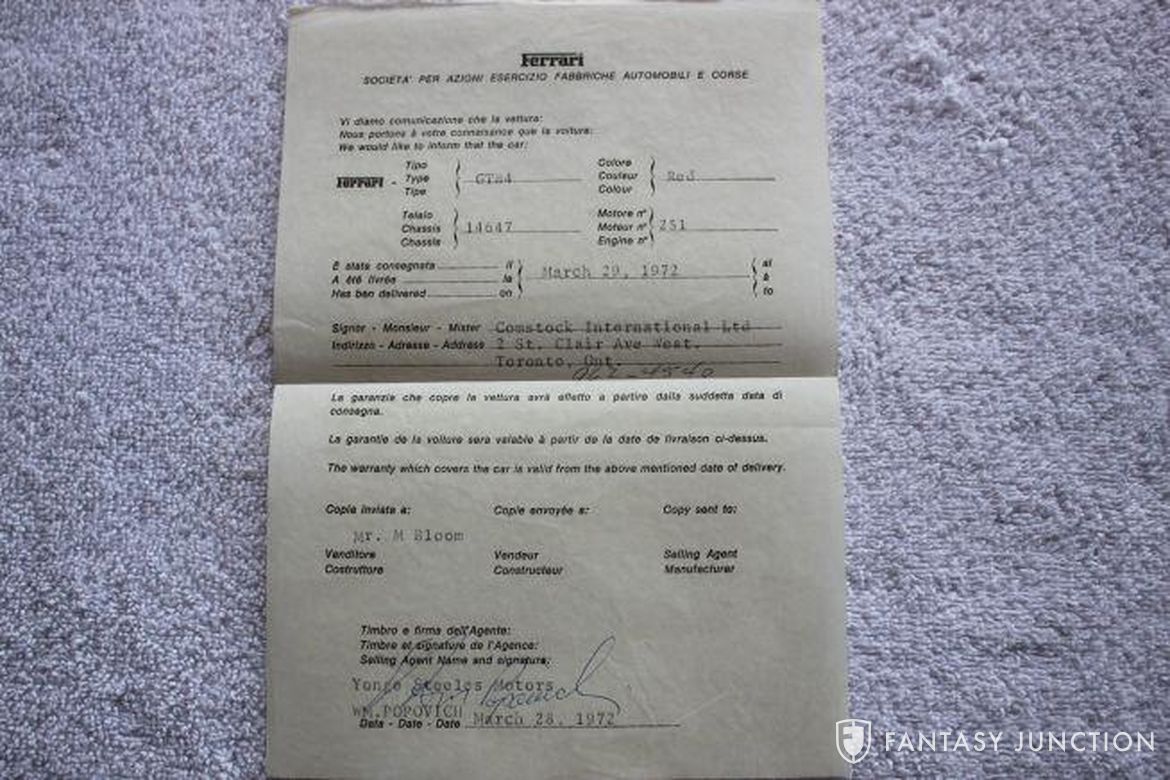 Ferrari
SOCIETA' PER AZIONI ESERCIZIO FABBRICHE AUTOMOBILI E CORSE
Vi diamo comunicazione che la vettura:
Nous portons à votre connaisance que la voiture:
We would like to inform that the car:
Ferrari - Tipo Type Tipe GTB4 Colore Couleur Colour Red
Telaio Chassis Chassis 14647 Motore n° Moteur n° Engine n° 251
È stata consegnata il
A été livrée le March 29, 1972 al à to
Has ben delivered on
Signor - Monsieur - Mister Comstock International Ltd
Indirizzo - Adresse - Address 2 St. Clair Ave West.
Toronto, Ont.
La garanzia che copre la vettura avrà effetto a partire dalla suddetta data di
consegna.
La garantie de la voiture sera valable à partir de la date de livraison ci-dessus.
The warranty which covers the car is valid from the above mentioned date of delivery.
Copia inviata a: Copie envoyée a: Copy sent to:
Mr. M Bloom
Venditore Vendeur Selling Agent
Costruttore Constructeur Manufacturer
Timbro e firma dell'Agente:
Timbre et signature de l'Agence:
Selling Agent Name and signature:
Yonge Steeles Motors
WM.POPOVICH
Data - Date - Date March 28, 1972
FANTASY JUNCTION